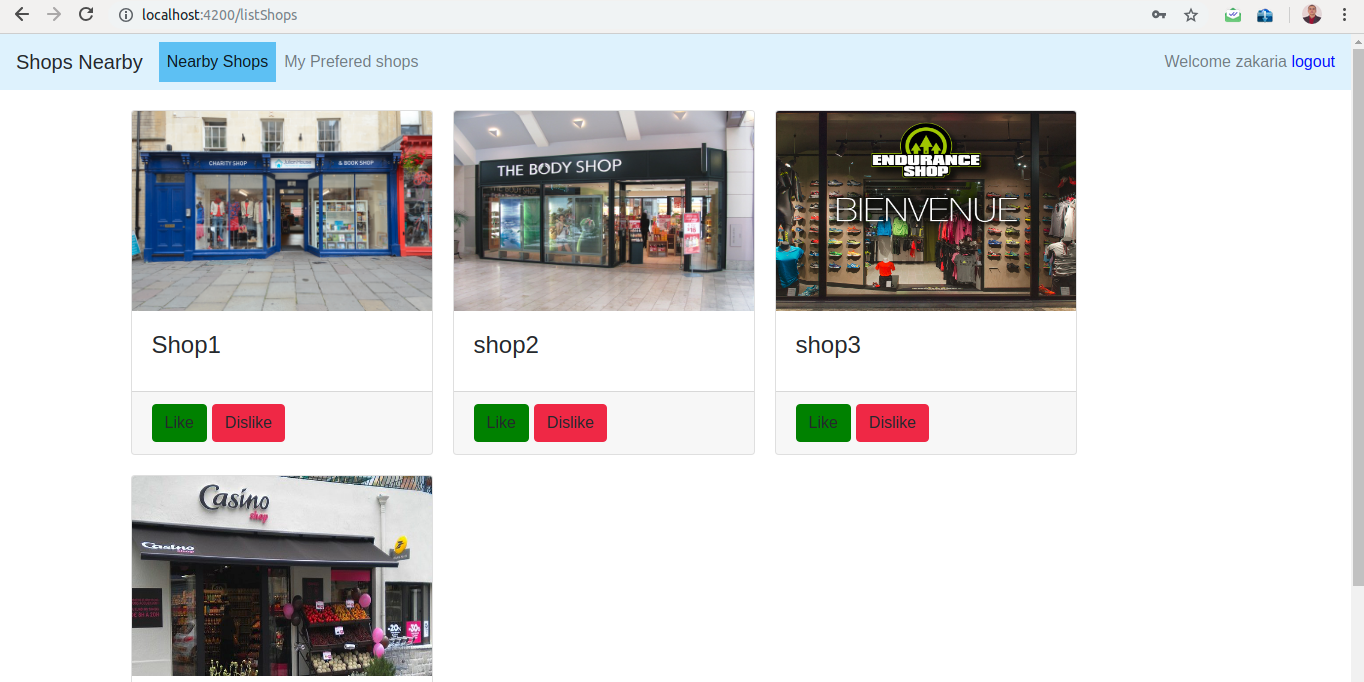 localhost:4200/listShops
Shops Nearby Nearby Shops My Prefered shops Welcome zakaria logout
CHARITY SHOP & BOOK SHOP
THE BODY SHOP
ENDURANCE
SHOP
BIENVENUE
Shop1 shop2 shop3
Like Dislike Like Dislike Like Dislike
Casino
shop
Casino